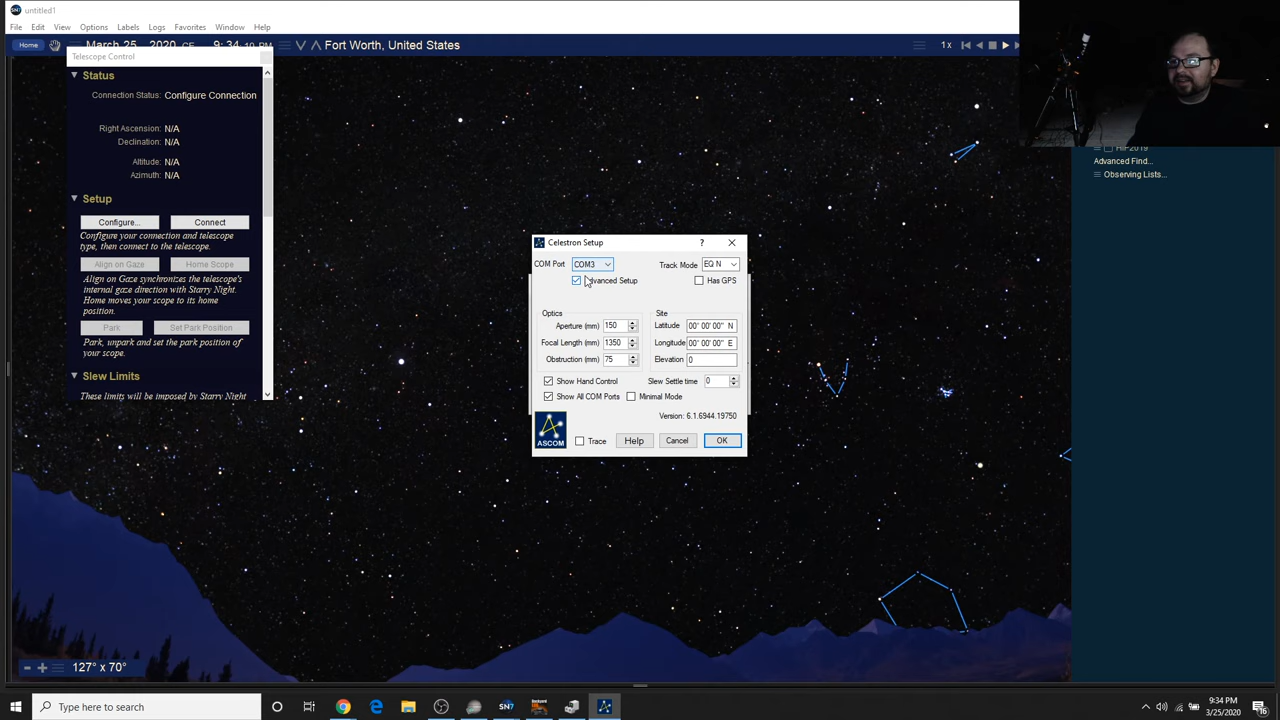 untitled1
File Edit View Options Labels Logs Favorites Window Help
Home March 25, 2020 CE 9:34:10 PM Fort Worth, United States 1 x
Telescope Control
Status
Connection Status: Configure Connection
Right Ascension: N/A
Declination: N/A
Altitude: N/A
Azimuth: N/A
Setup
Configure... Connect
Configure your connection and telescope
type, then connect to the telescope.
Align on Gaze Home Scope
Align on Gaze synchronizes the telescope's
internal gaze direction with Starry Night.
Home moves your scope to its home
position.
Park Set Park Position
Park, unpark and set the park position of
your scope.
Slew Limits
These limits will be imposed by Starry Night
Advanced Find...
Observing Lists...
Celestron Setup ?
COM Port COM3 Track Mode EQ N
Advanced Setup Has GPS
Optics Site
Aperture (mm) 150 Latitude 00° 00' 00" N
Focal Length (mm) 1350 Longitude 00° 00' 00" E
Obstruction (mm) 75 Elevation 0
Show Hand Control Slew Settle time 0
Show All COM Ports Minimal Mode
Version: 6.1.6944.19750
ASCOM Trace Help Cancel OK
127° x 70°
Type here to search
SN7
9:34 PM
3/25/2020